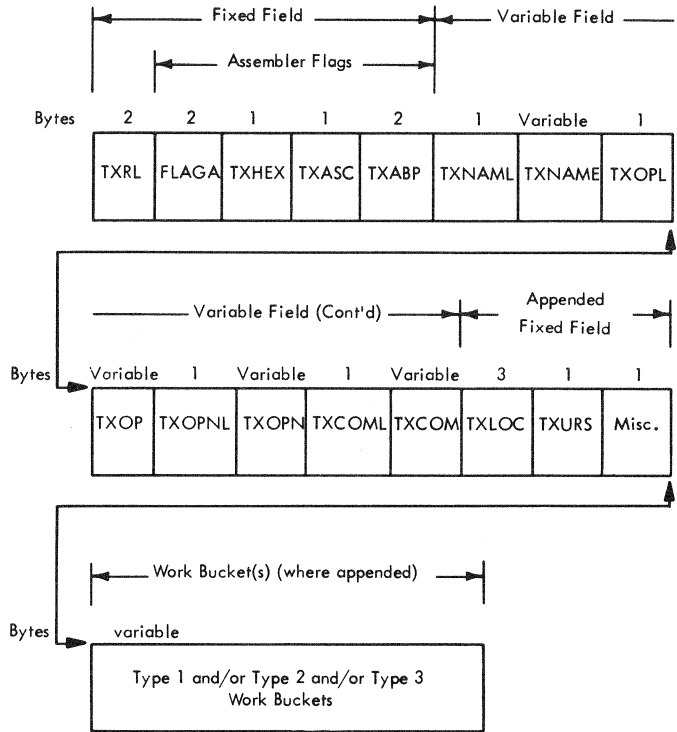 Fixed Field Variable Field
Assembler Flags
Bytes 2 2 1 1 2 1 Variable 1
TXRL FLAGA TXHEX TXASC TXABP TXNAML TXNAME TXOPL
Variable Field (Cont'd) Appended
Fixed Field
Bytes Variable 1 Variable 1 Variable 3 1 1
TXOP TXOPNL TXOPN TXCOML TXCOM TXLOC TXURS Misc.
Work Bucket(s) (where appended)
Bytes variable
Type 1 and/or Type 2 and/or Type 3
Work Buckets